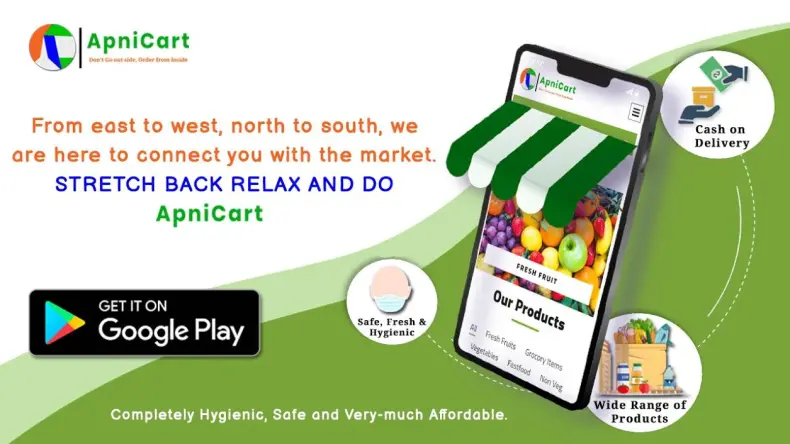 ApniCart
Don't Go out side, Order from Inside
From east to west, north to south, we
are here to connect you with the market.
STRETCH BACK RELAX AND DO
ApniCart
GET IT ON
Google Play
Safe, Fresh &
Hygienic
ApniCart
FRESH FRUIT
Our Products
All Fresh Fruits Grocery Items
Vegetables Fastfood Non Veg
Cash on
Delivery
Wide Range of
Products
Completely Hygienic, Safe and Very-much Affordable.